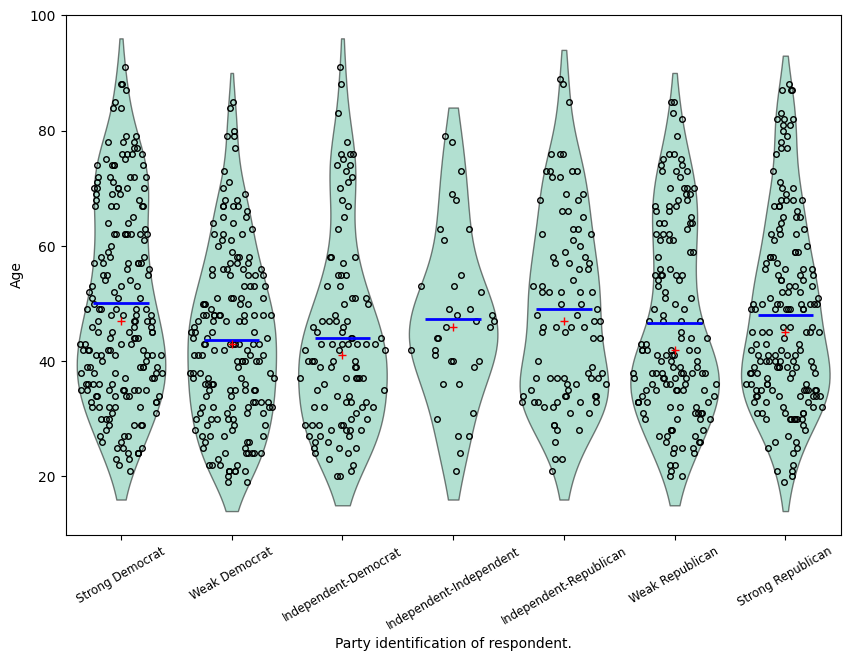 100
80
60
40
20
Age
Strong Democrat
Weak Democrat
Independent-Democrat
Independent-Independent
Independent-Republican
Weak Republican
Strong Republican
Party identification of respondent.